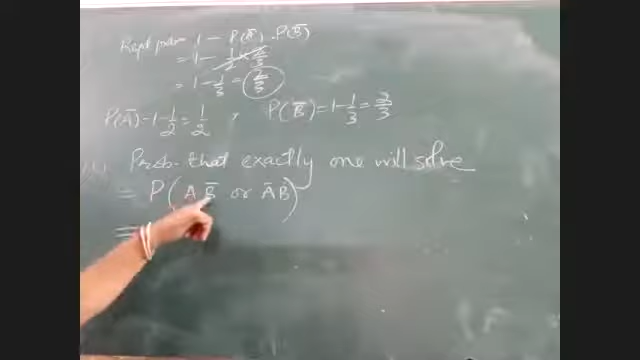 Reqd prob = 1 - P(Ā) . P(B̄)
= 1 - 1/2 × 2/3
= 1 - 1/3 = 2/3
P(Ā) = 1 - 1/2 = 1/2 , P(B̄) = 1 - 1/3 = 2/3
Prob. that exactly one will solve
= P(A B̄ or Ā B)
=